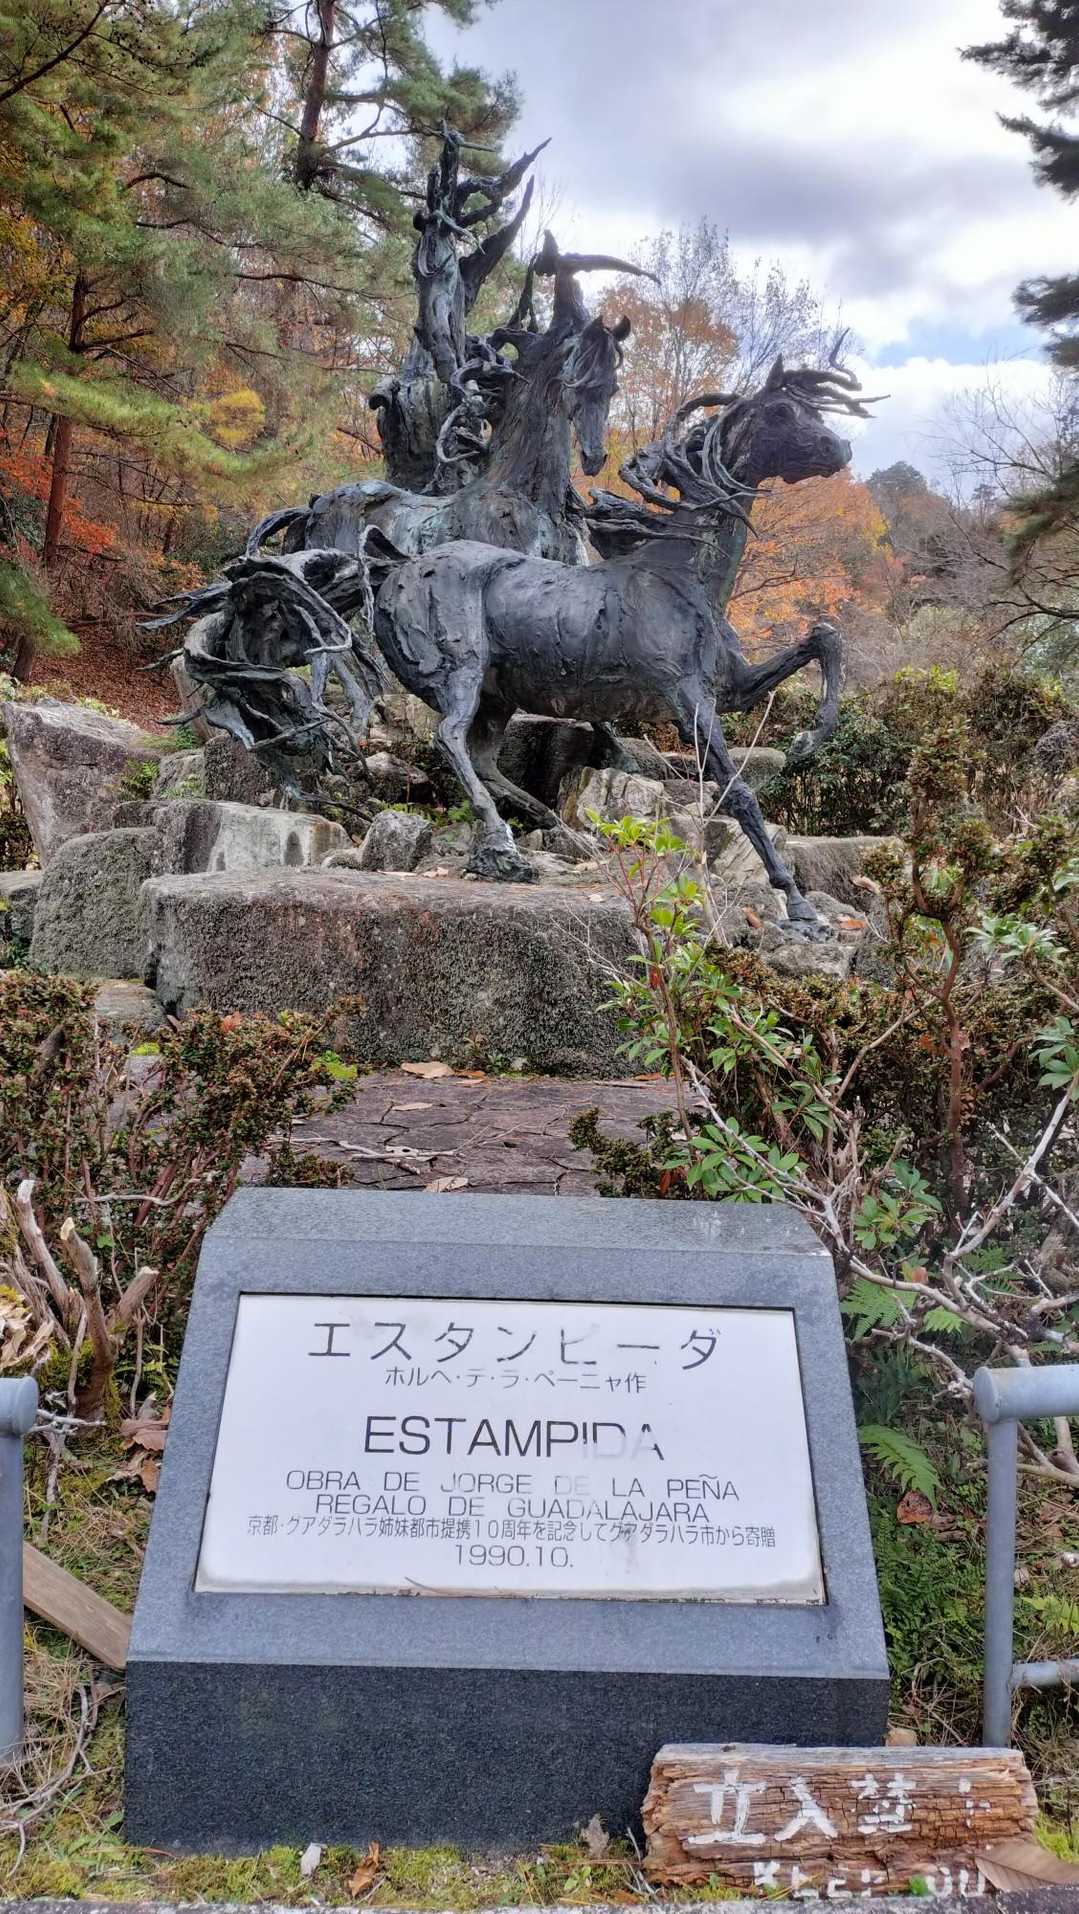 エスタンピーダ
ホルヘ・デ・ラ・ペーニャ作
ESTAMPIDA
OBRA DE JORGE DE LA PEÑA
REGALO DE GUADALAJARA
京都・グアダラハラ姉妹都市提携10周年を記念してグアダラハラ市から寄贈
1990.10.
立入禁止
KEEP OU